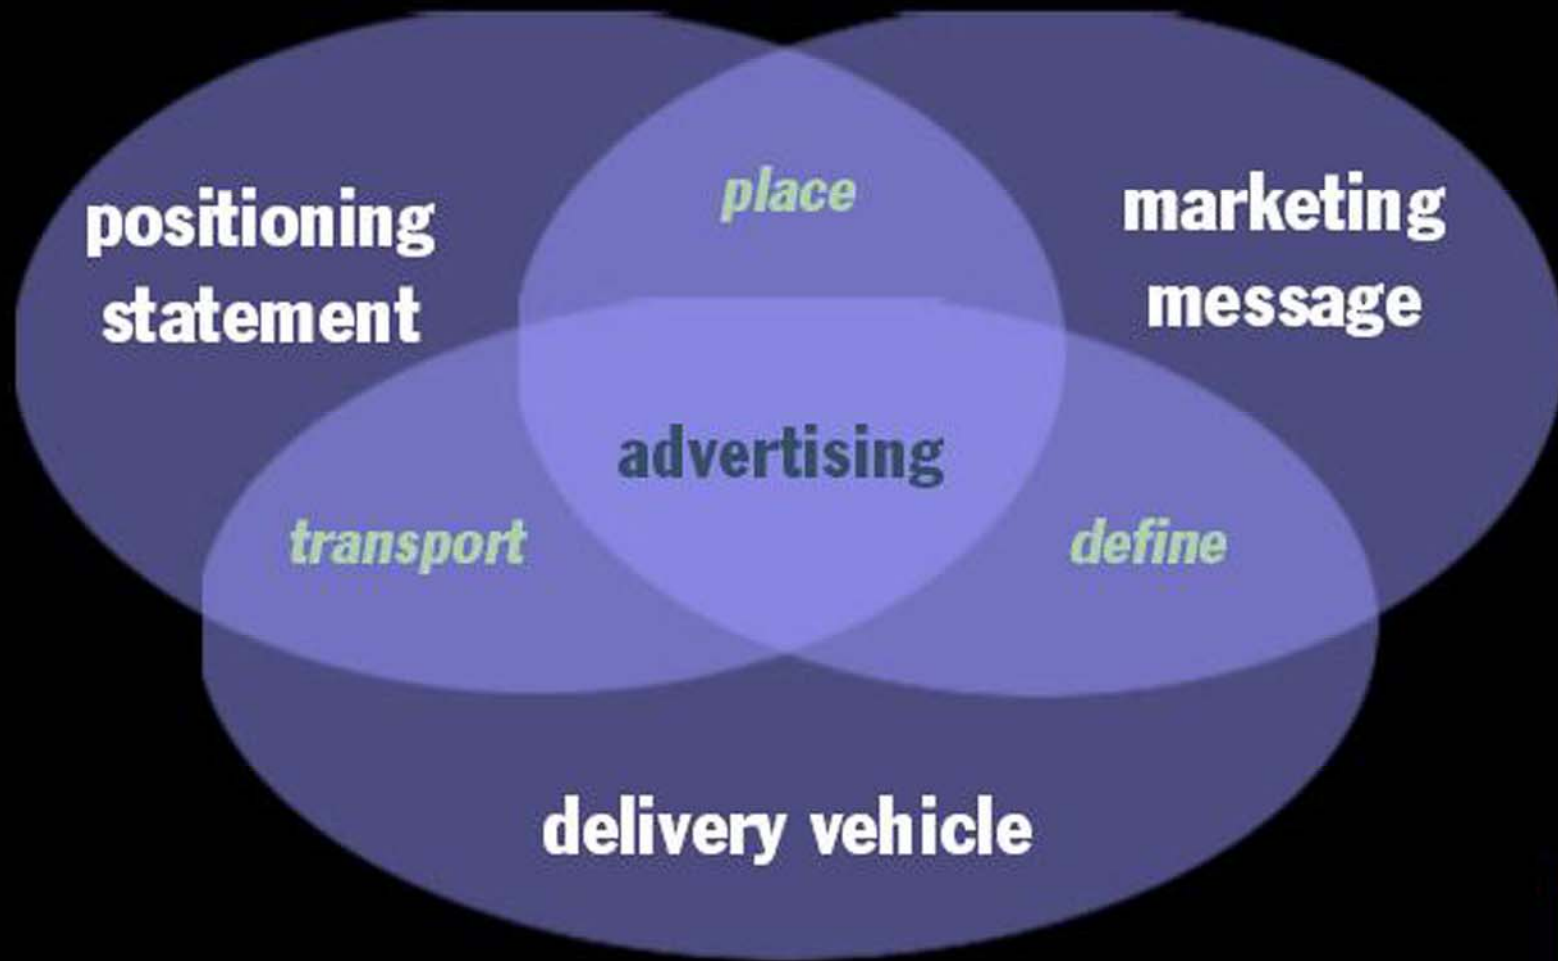 place
positioning
statement
marketing
message
advertising
transport
define
delivery vehicle